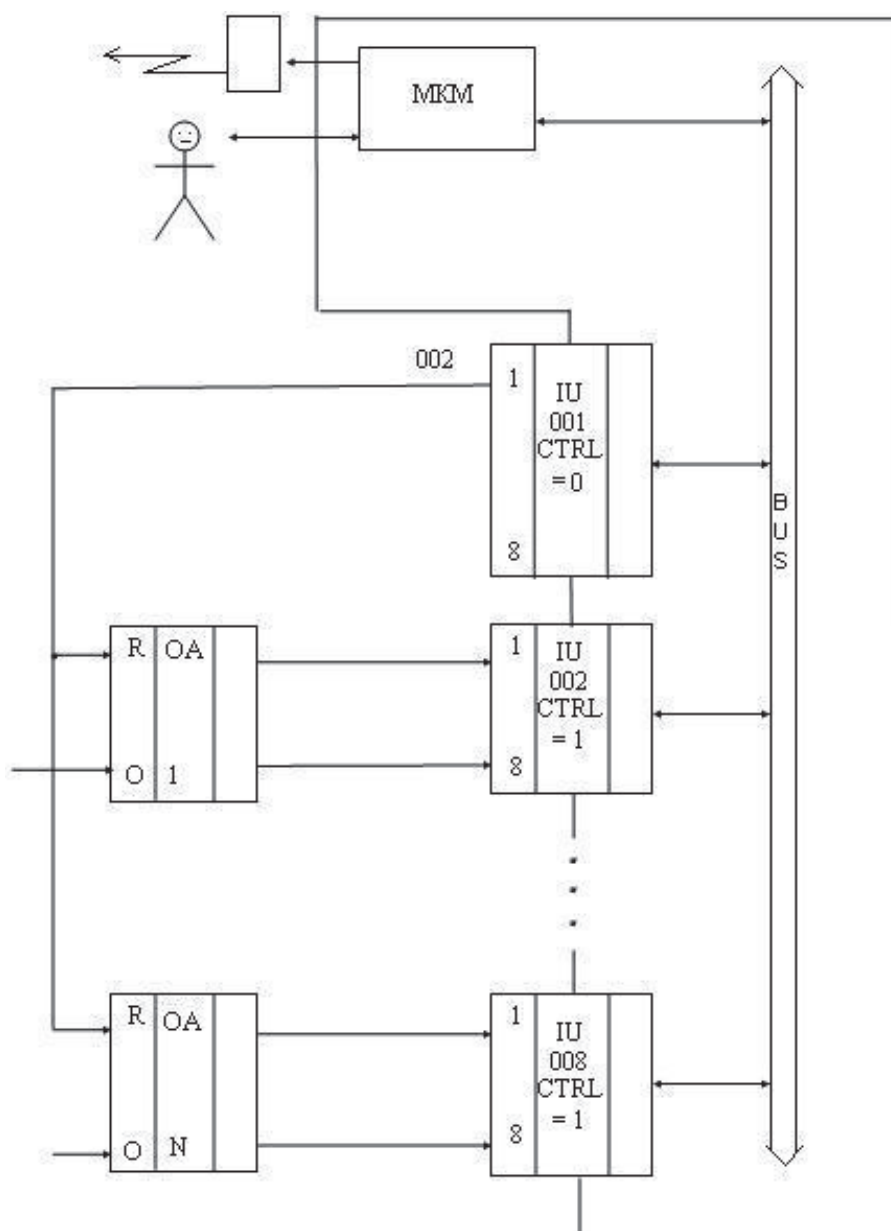 MKM
002
1
IU
001
CTRL
= 0
8
BUS
R OA
O 1
1
IU
002
CTRL
= 1
8
R OA
O N
1
IU
008
CTRL
= 1
8